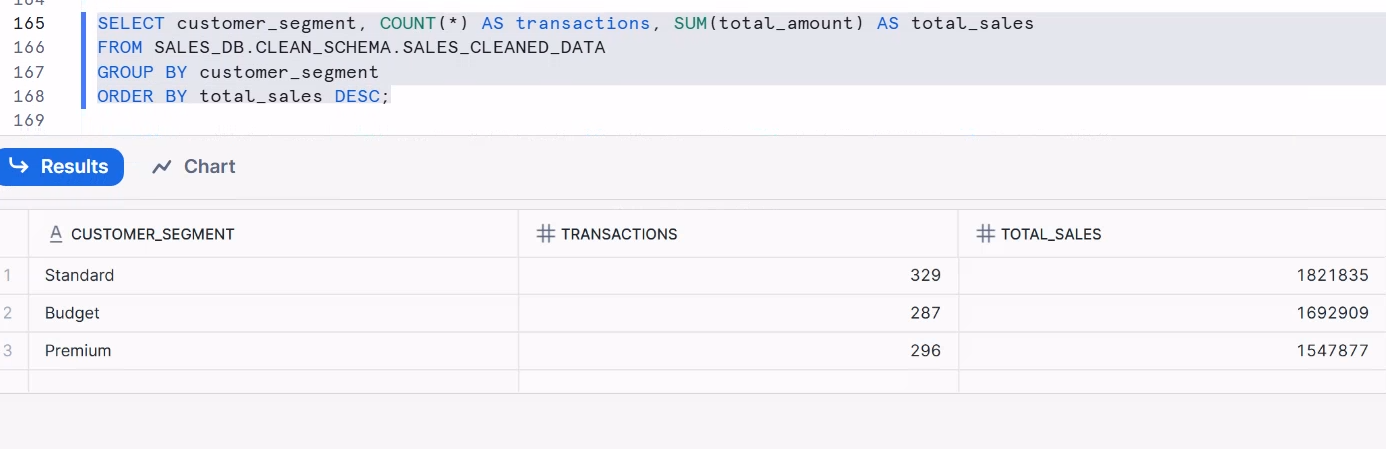 165 SELECT customer_segment, COUNT(*) AS transactions, SUM(total_amount) AS total_sales
166 FROM SALES_DB.CLEAN_SCHEMA.SALES_CLEANED_DATA
167 GROUP BY customer_segment
168 ORDER BY total_sales DESC;
169
Results Chart
A CUSTOMER_SEGMENT # TRANSACTIONS # TOTAL_SALES
1 Standard 329 1821835
2 Budget 287 1692909
3 Premium 296 1547877